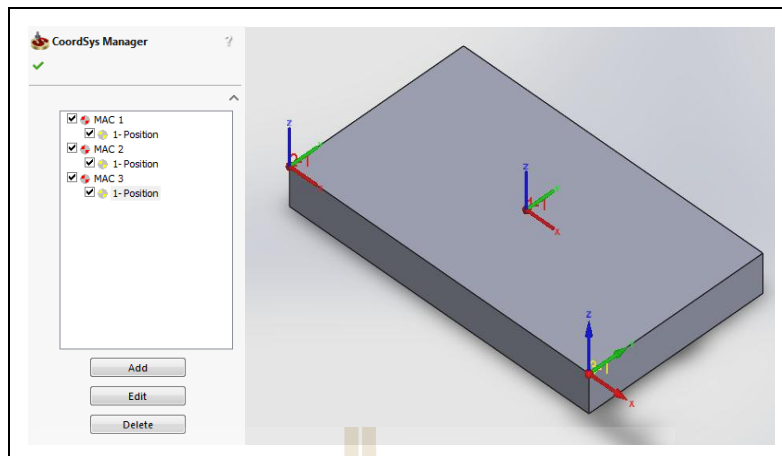 CoordSys Manager ?
MAC 1
1- Position
MAC 2
1- Position
MAC 3
1- Position
Add
Edit
Delete
Z
X
Z
Z
X